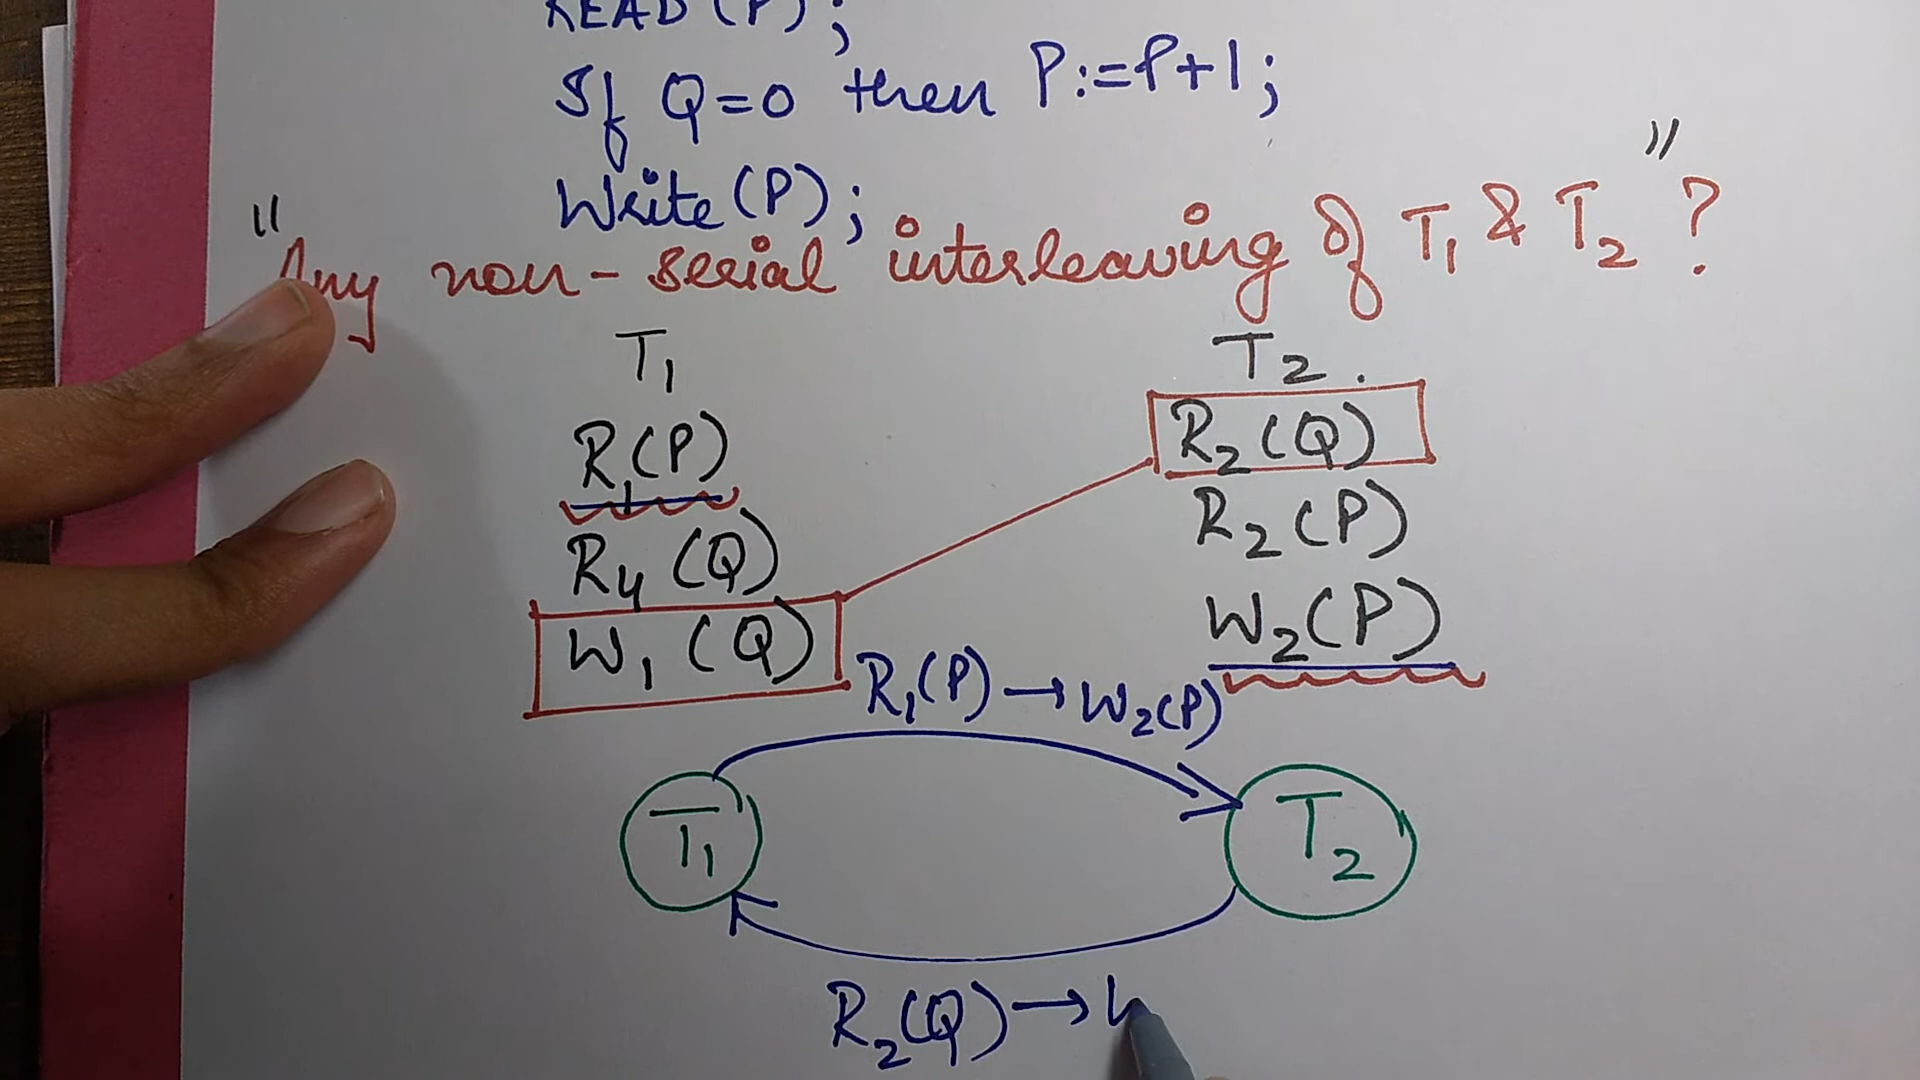 READ (P);
If Q=0 then P:=P+1;
Write (P);
"Any non-serial interleaving of T1 & T2"?
T1
T2.
R1(P)
R2(Q)
R4 (Q)
R2(P)
W1 (Q)
W2(P)
R1(P) → W2(P)
T1
T2
R2(Q) →